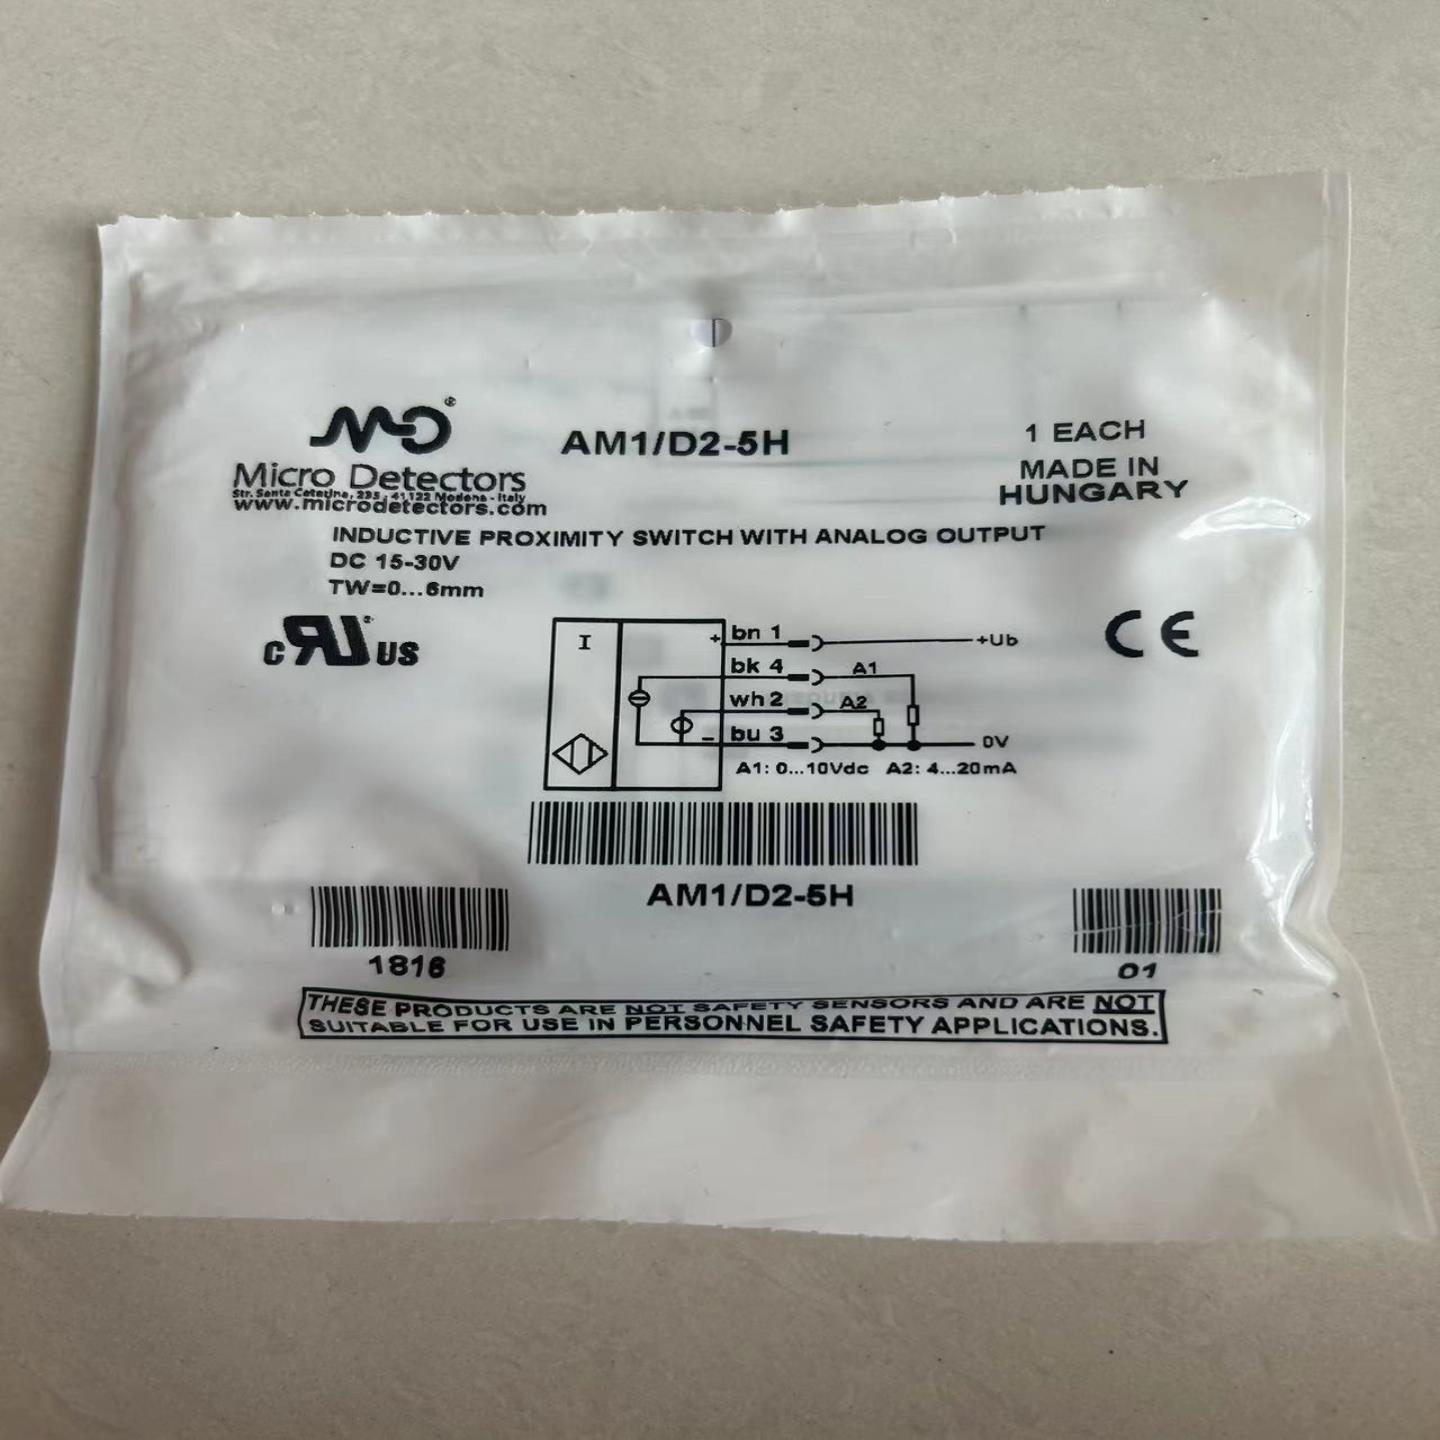 ®
AM1/D2-5H
1 EACH
Micro Detectors
MADE IN
HUNGARY
Str. Santa Caterina, 235 - 41122 Modena - Italy
www.microdetectors.com
INDUCTIVE PROXIMITY SWITCH WITH ANALOG OUTPUT
DC 15-30V
TW=0...6mm
c RU ® US
CE
I
+ bn 1
+Ub
bk 4
A1
wh 2
A2
- bu 3
0V
A1: 0...10Vdc A2: 4...20mA
AM1/D2-5H
1816
01
THESE PRODUCTS ARE NOT SAFETY SENSORS AND ARE NOT
SUITABLE FOR USE IN PERSONNEL SAFETY APPLICATIONS.